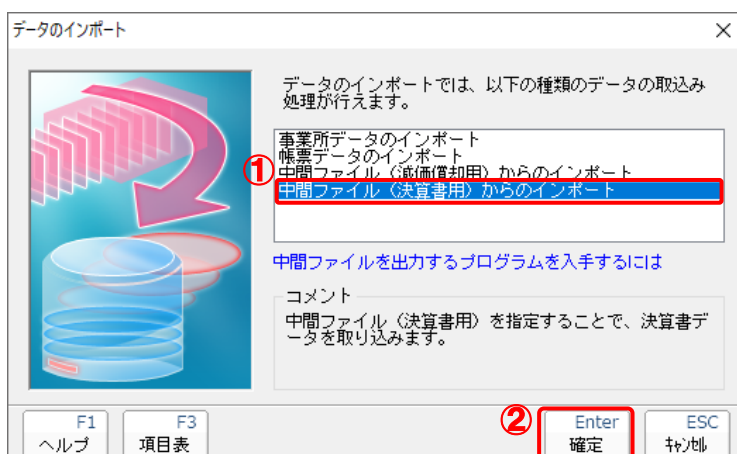 データのインポート
データのインポートでは、以下の種類のデータの取込み
処理が行えます。
事業所データのインポート
帳票データのインポート
①
中間ファイル（減価償却用）からのインポート
中間ファイル（決算書用）からのインポート
中間ファイルを出力するプログラムを入手するには
コメント
中間ファイル（決算書用）を指定することで、決算書デ
ータを取り込みます。
②
F1
ヘルプ
F3
項目表
Enter
確定
ESC
ｷｬﾝｾﾙ